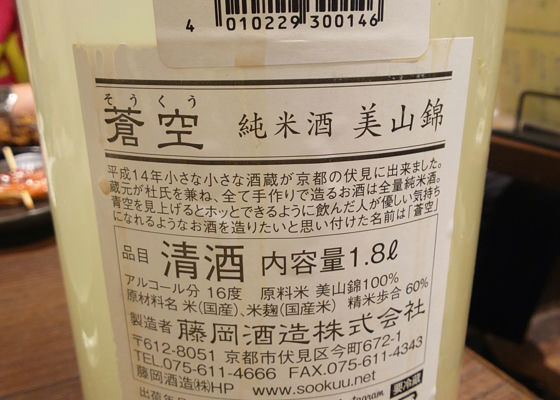 4 010229 300146
そうくう
蒼空 純米酒 美山錦
平成14年小さな小さな酒蔵が京都の伏見に出来ました。
蔵元が杜氏を兼ね、全て手作りで造るお酒は全量純米酒。
青空を見上げるとホッとできるように飲んだ人が優しい気持ち
になれるようなお酒を造りたいと思い付けた名前は「蒼空」
品目 清酒 内容量1.8ℓ
アルコール分 16度 原料米 美山錦100%
原材料名 米(国産)、米麹(国産米) 精米歩合 60%
製造者 藤岡酒造株式会社
〒612-8051 京都市伏見区今町672-1
TEL.075-611-4666 FAX.075-611-4343
藤岡酒造㈱HP www.sookuu.net
Instagram 要冷蔵
出荷年月